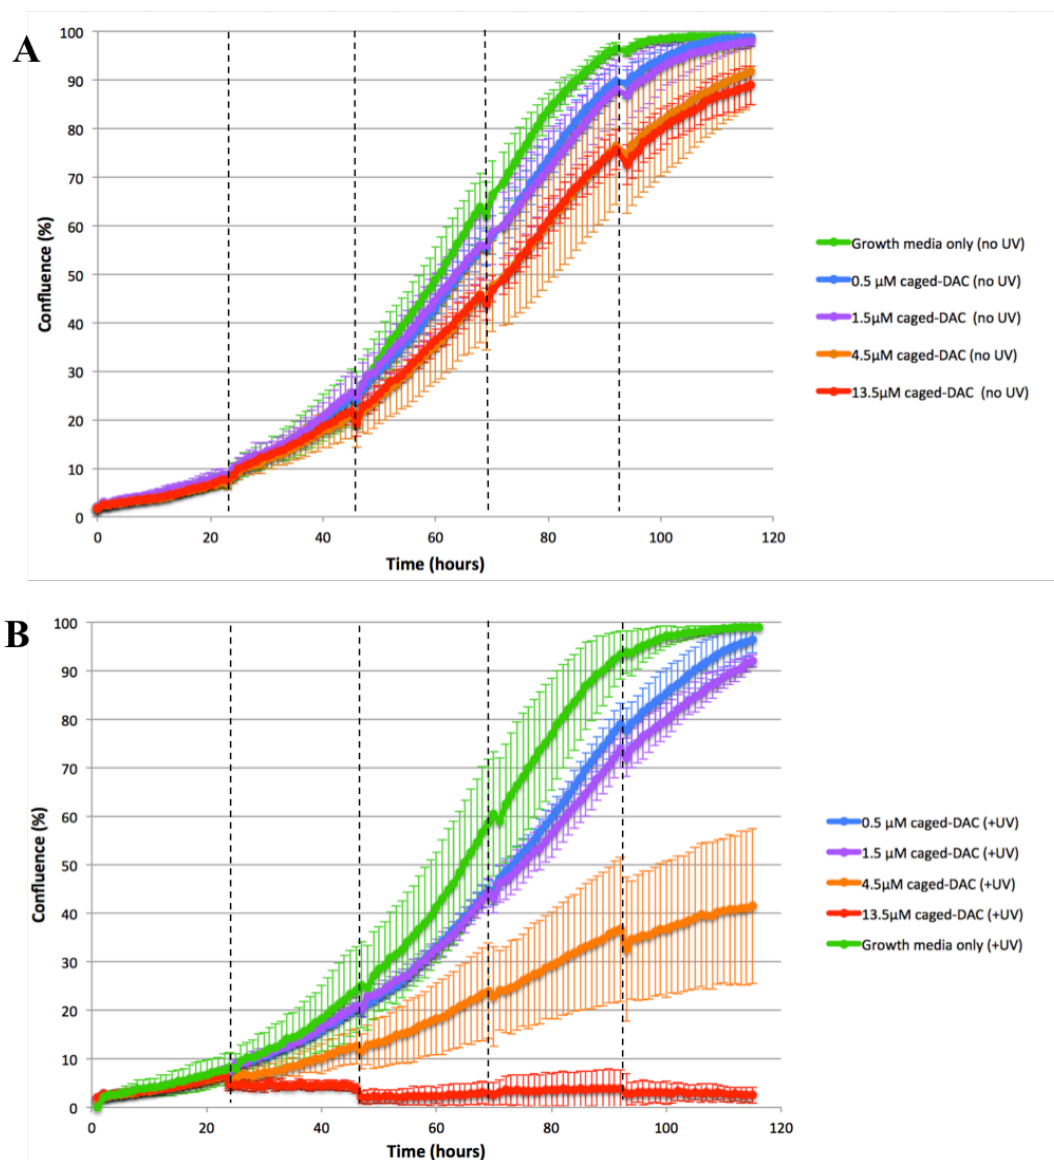 A
100
90
80
70
60
50
40
30
20
10
0
Confluence (%)
0 20 40 60 80 100 120
Time (hours)
Growth media only (no UV)
0.5 µM caged-DAC (no UV)
1.5µM caged-DAC (no UV)
4.5µM caged-DAC (no UV)
13.5µM caged-DAC (no UV)
B
100
90
80
70
60
50
40
30
20
10
0
Confluence (%)
0 20 40 60 80 100 120
Time (hours)
0.5 µM caged-DAC (+UV)
1.5 µM caged-DAC (+UV)
4.5µM caged-DAC (+UV)
13.5µM caged-DAC (+UV)
Growth media only (+UV)